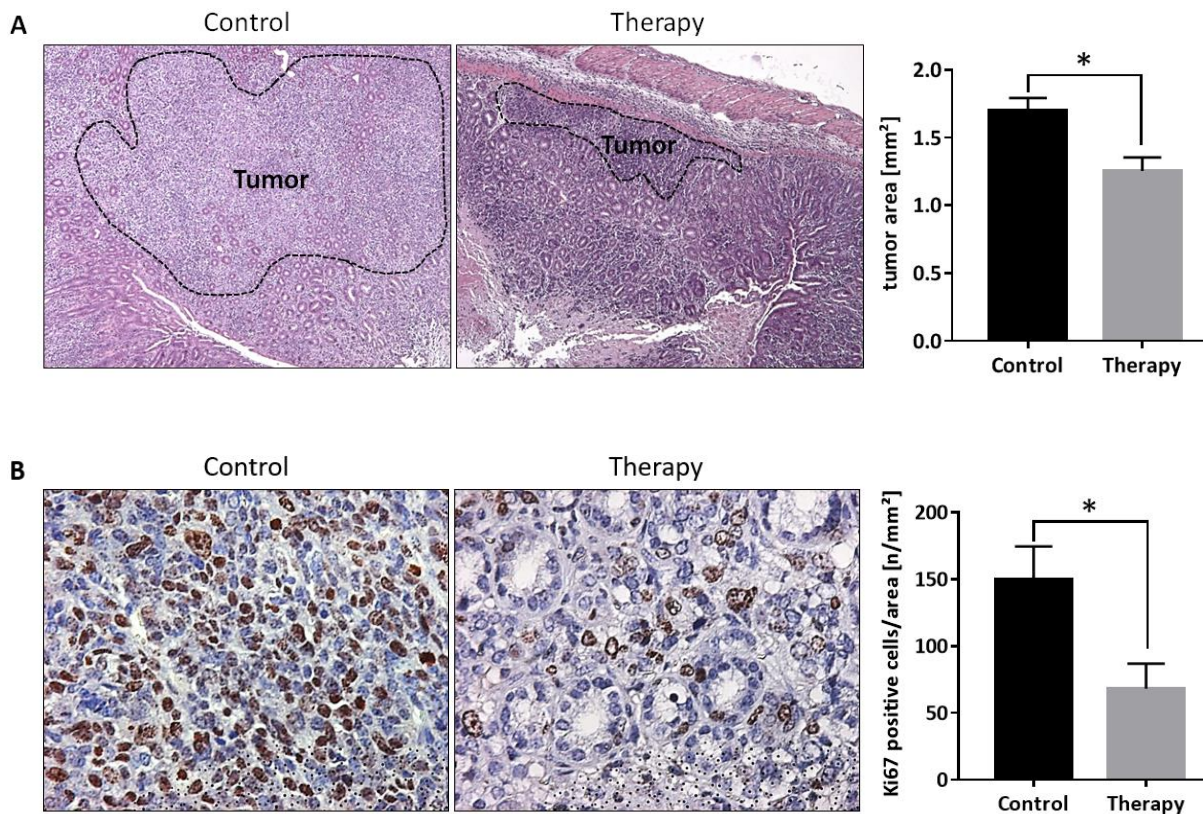 A
Control
Therapy
Tumor
Tumor
tumor area [mm²]
2.0
1.5
1.0
0.5
0.0
*
Control
Therapy
B
Control
Therapy
Ki67 positive cells/area [n/mm²]
200
150
100
50
0
*
Control
Therapy